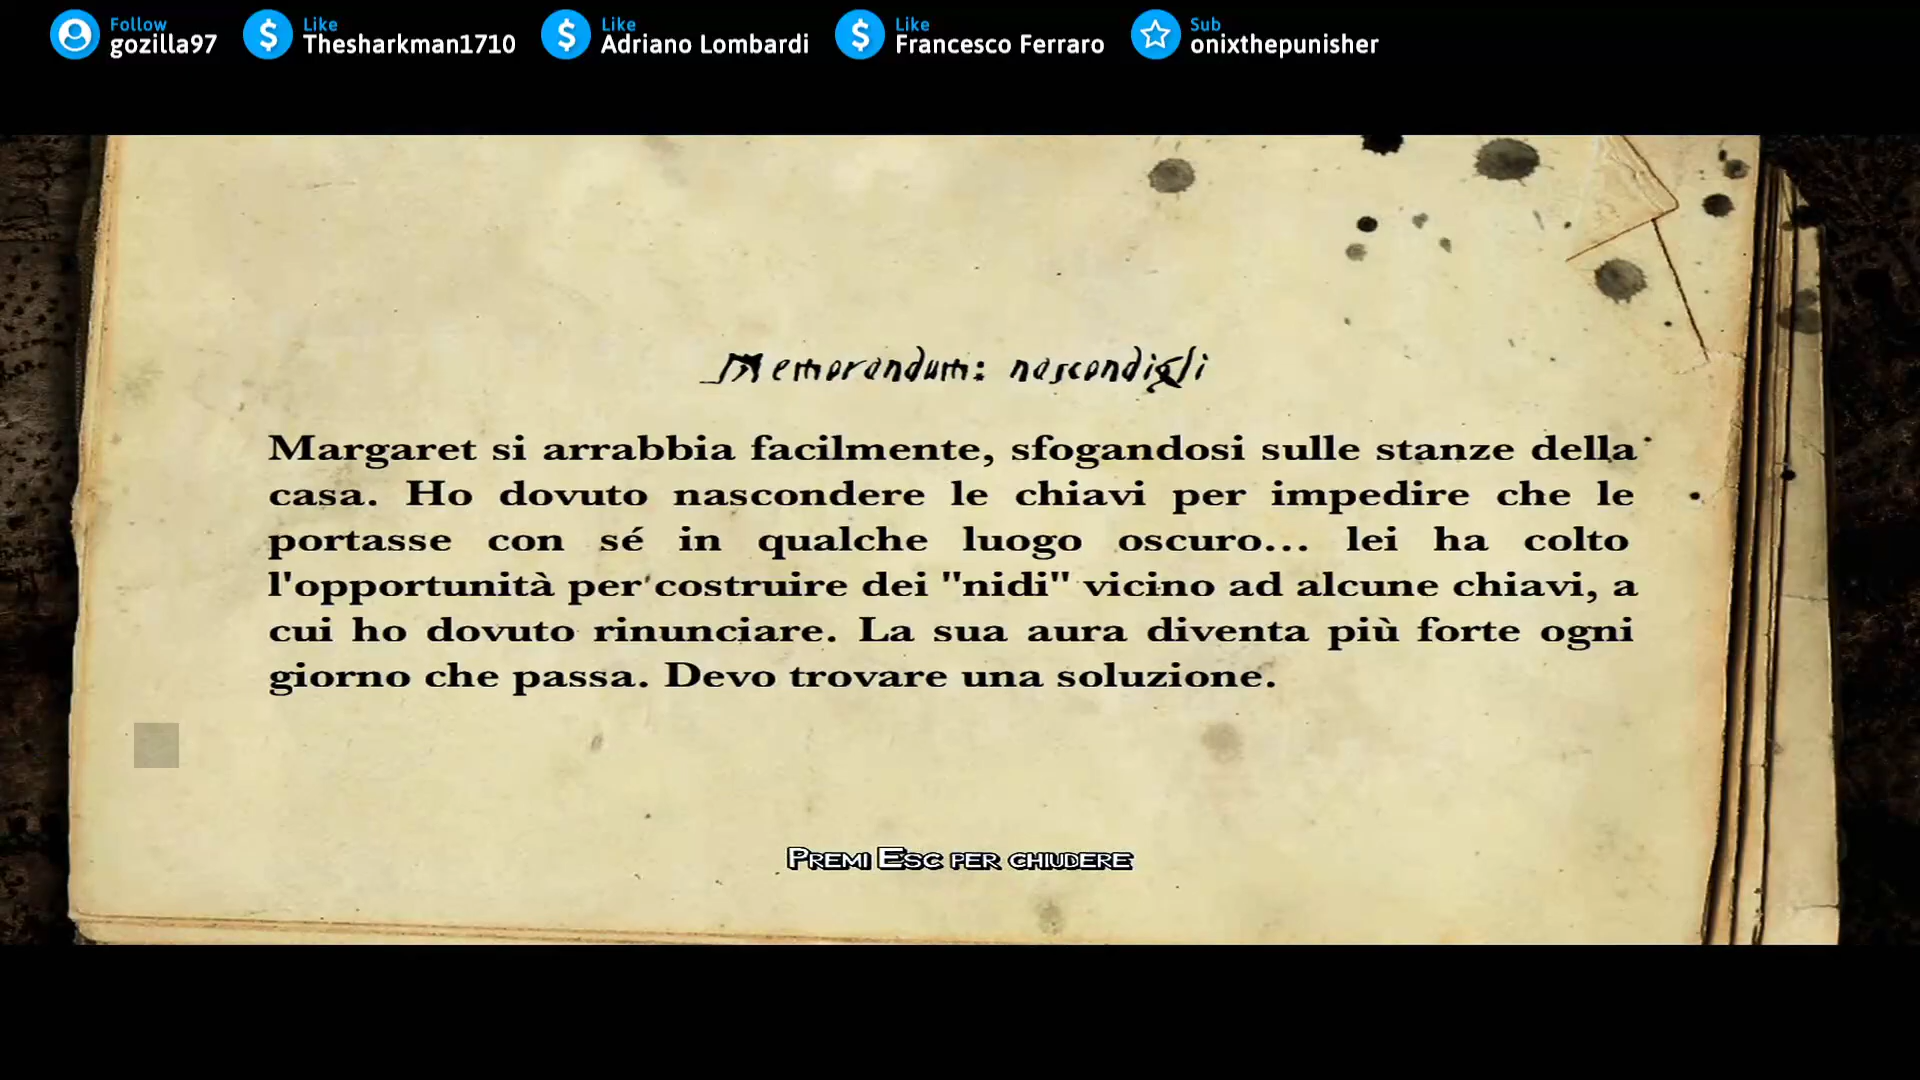 Follow
gozilla97
Like
Thesharkman1710
Like
Adriano Lombardi
Like
Francesco Ferraro
Sub
onixthepunisher
Memorandum: nascondigli
Margaret si arrabbia facilmente, sfogandosi sulle stanze della
casa. Ho dovuto nascondere le chiavi per impedire che le
portasse con sé in qualche luogo oscuro... lei ha colto
l'opportunità per costruire dei "nidi" vicino ad alcune chiavi, a
cui ho dovuto rinunciare. La sua aura diventa più forte ogni
giorno che passa. Devo trovare una soluzione.
Premi Esc per chiudere